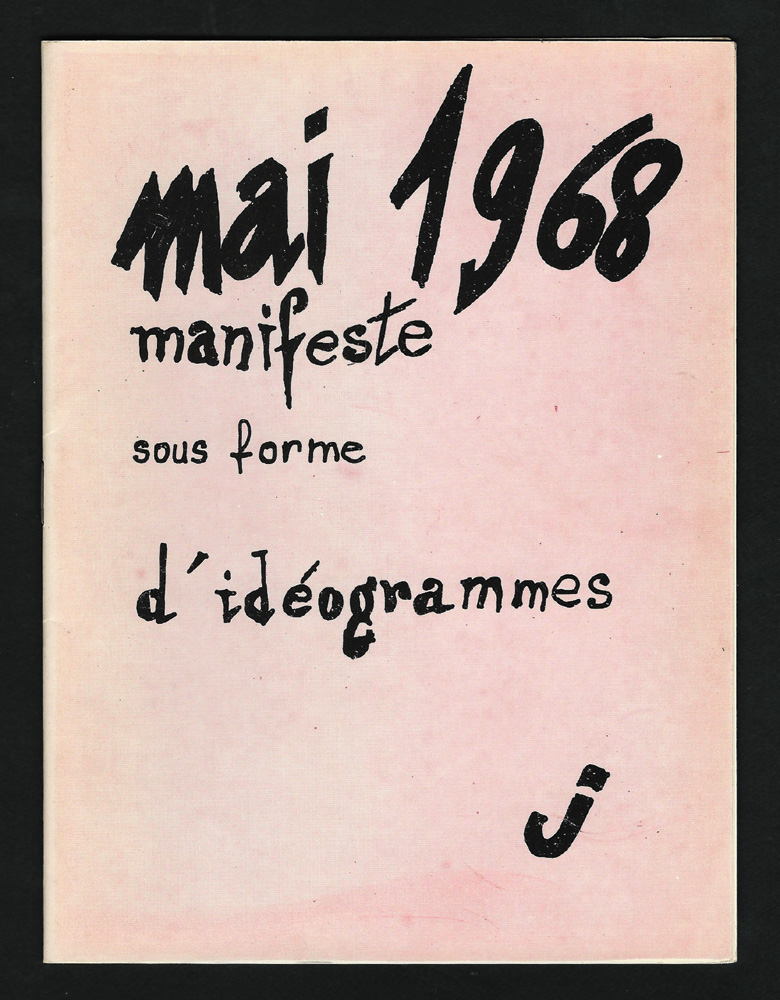 mai 1968
manifeste
sous forme
d'idéogrammes
j